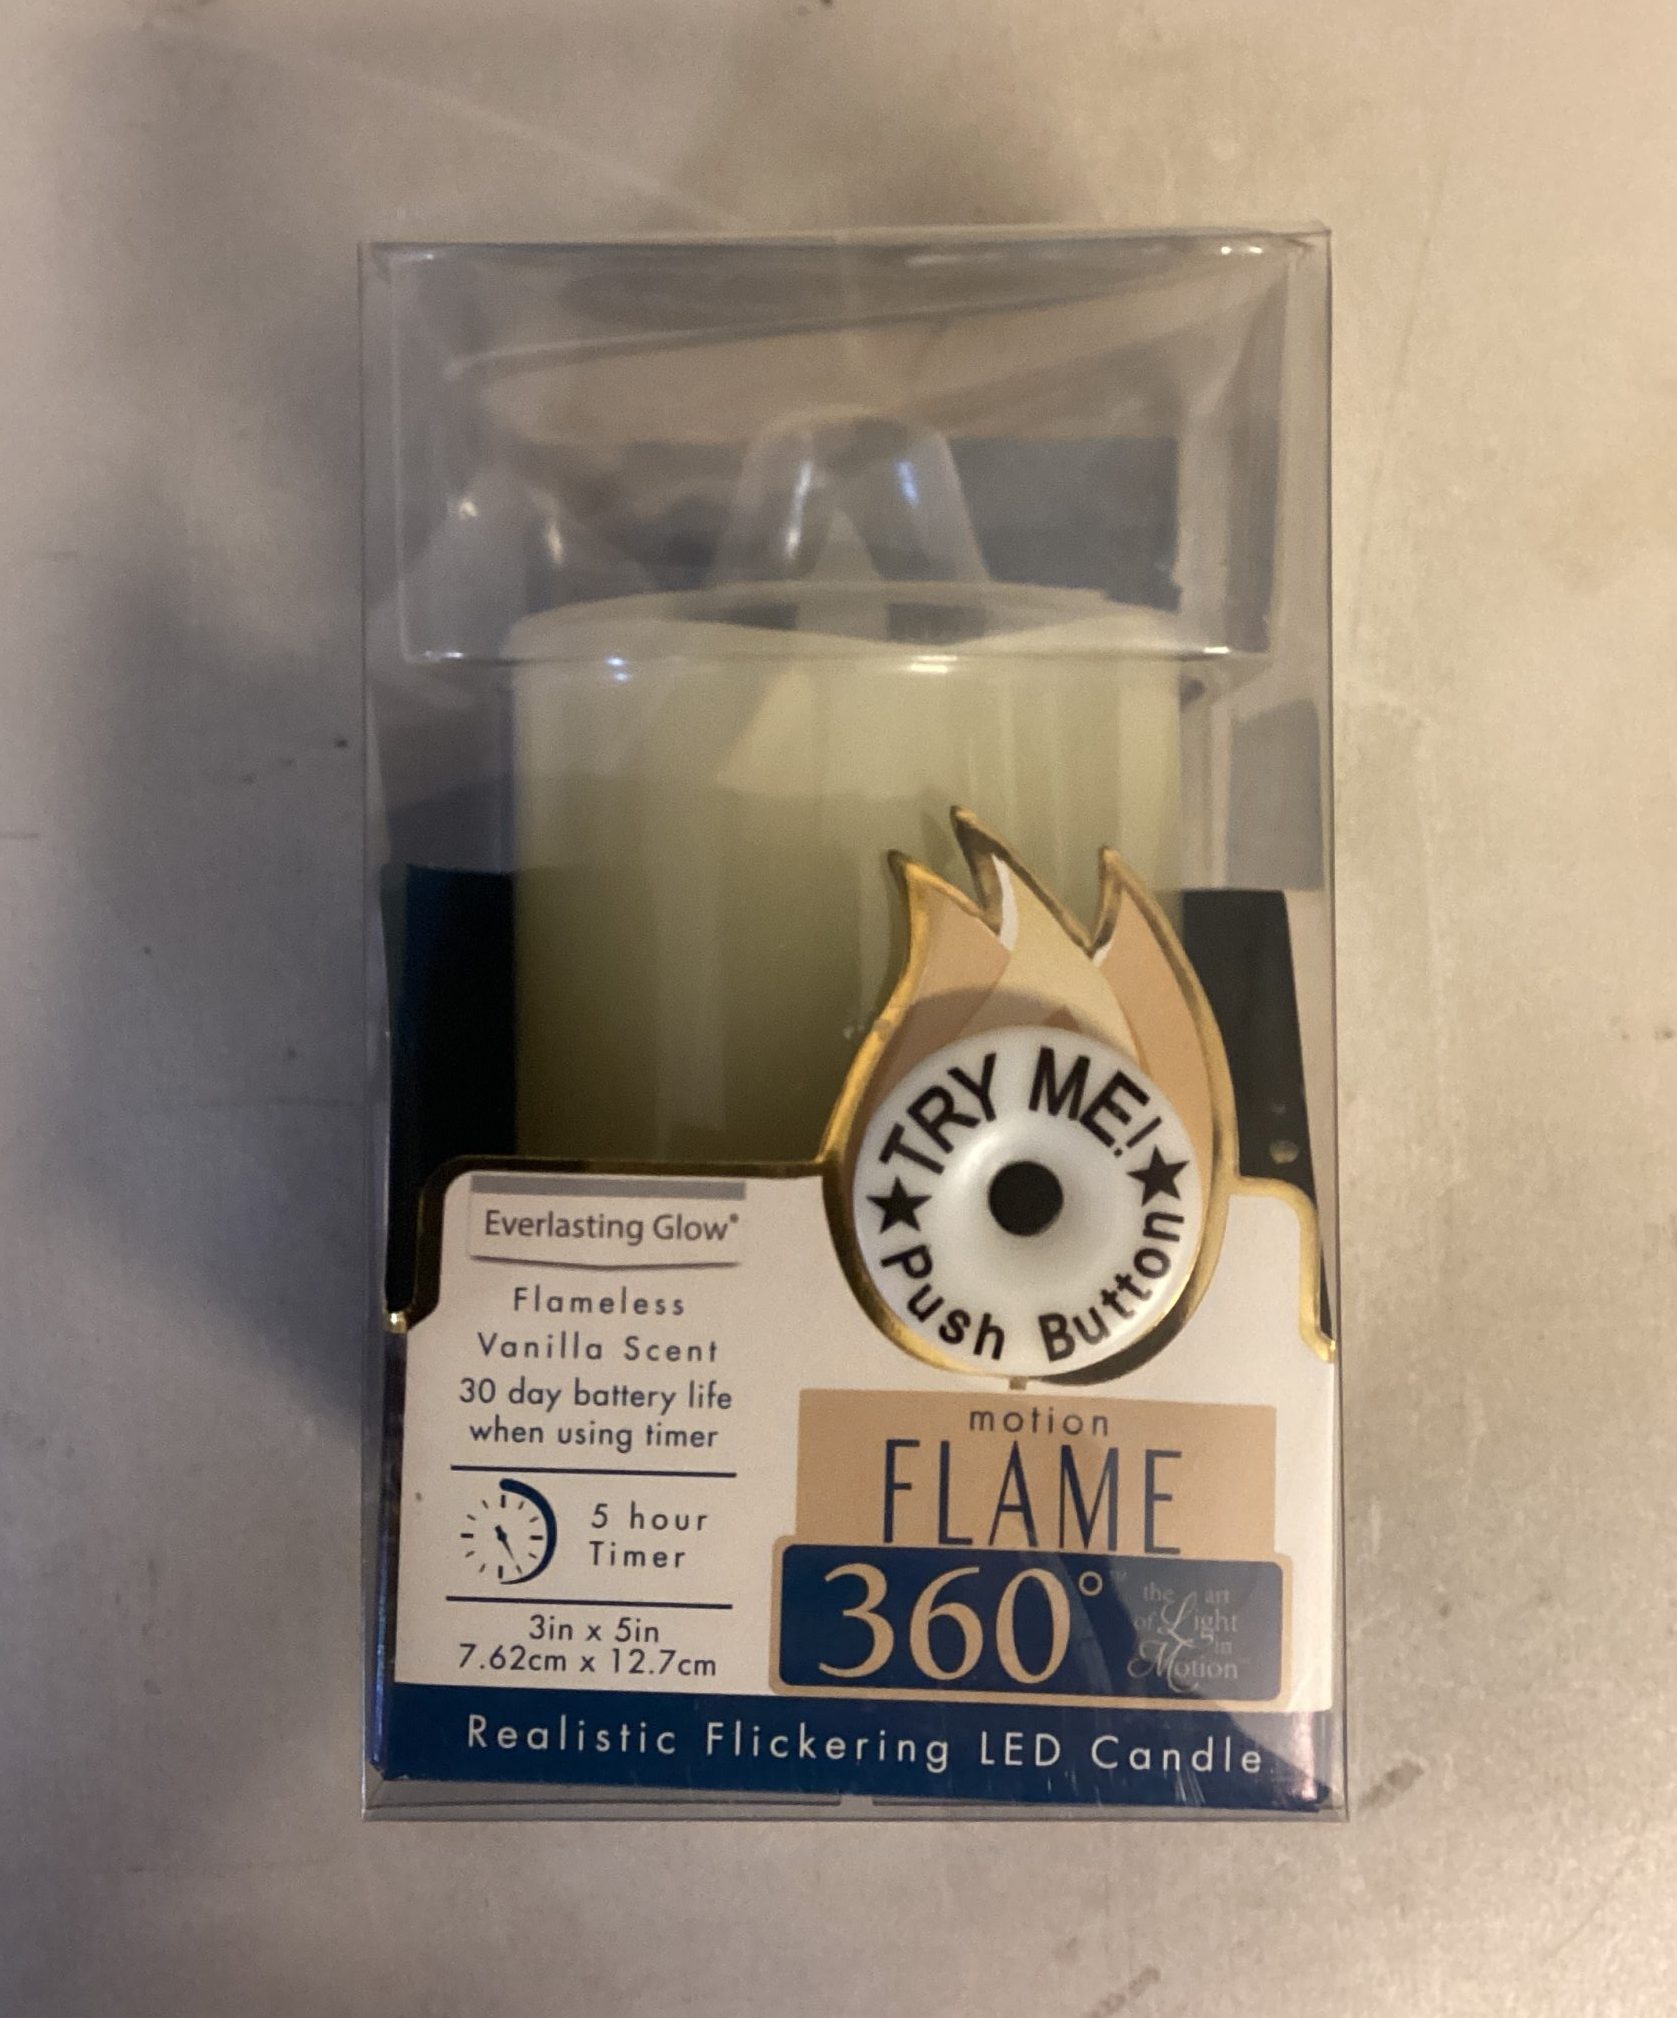 TRY ME!
Push Button
Everlasting Glow®
Flameless
Vanilla Scent
30 day battery life
when using timer
5 hour
Timer
3in x 5in
7.62cm x 12.7cm
motion
FLAME
360°™
the art
of Light
in
Motion
Realistic Flickering LED Candle